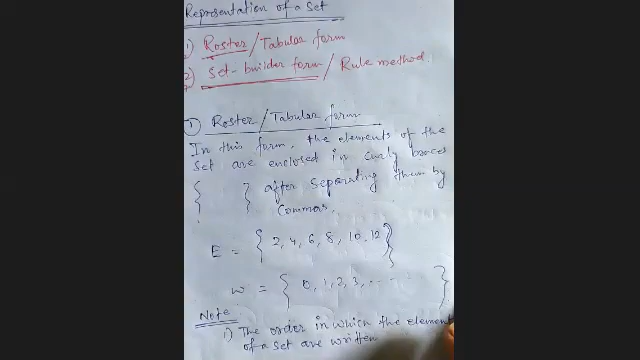 Representation of a Set
1) Roster/Tabular form
2) Set-builder form / Rule method.
1) Roster/Tabular form
In this form, the elements of the
set are enclosed in curly braces
{ } after separating them by
commas.
E = { 2, 4, 6, 8, 10, 12 }
W = { 0, 1, 2, 3, ..... }
Note
i) The order in which the element
of a set are written